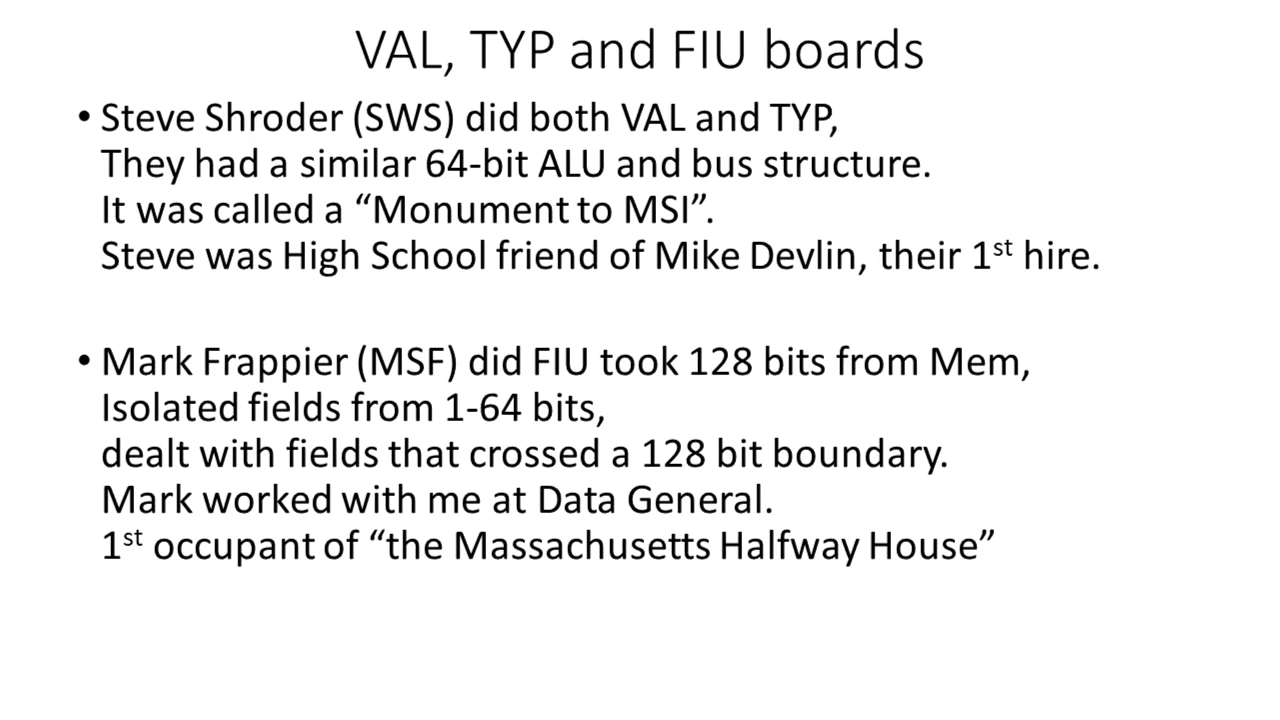 VAL, TYP and FIU boards
• Steve Shroder (SWS) did both VAL and TYP,
They had a similar 64-bit ALU and bus structure.
It was called a “Monument to MSI”.
Steve was High School friend of Mike Devlin, their 1st hire.
• Mark Frappier (MSF) did FIU took 128 bits from Mem,
Isolated fields from 1-64 bits,
dealt with fields that crossed a 128 bit boundary.
Mark worked with me at Data General.
1st occupant of “the Massachusetts Halfway House”